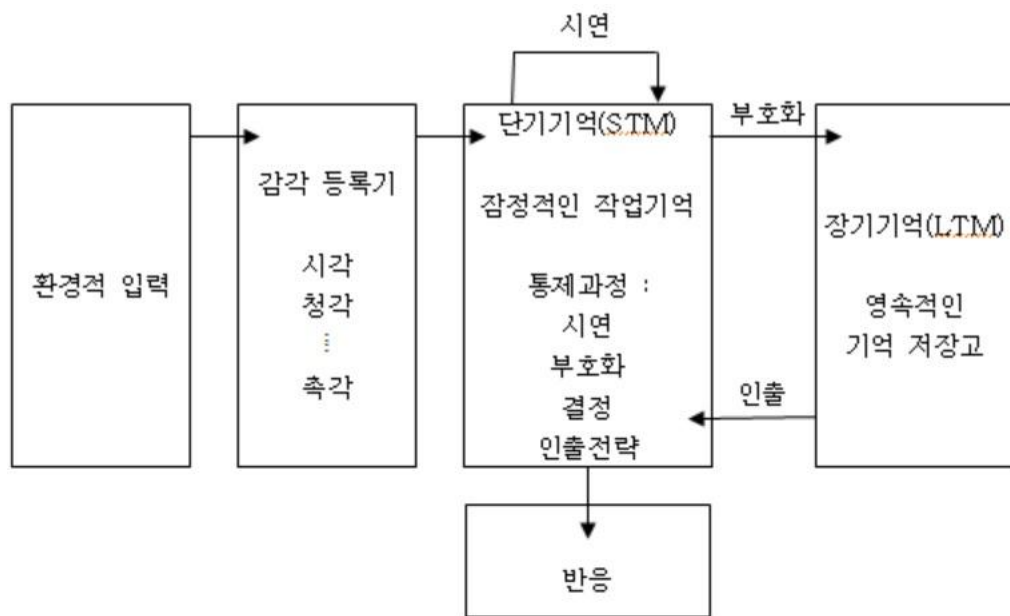 시연
환경적 입력
감각 등록기
시각
청각
⋮
촉각
단기기억(STM)
잠정적인 작업기억
통제과정 :
시연
부호화
결정
인출전략
부호화
장기기억(LTM)
영속적인
기억 저장고
인출
반응